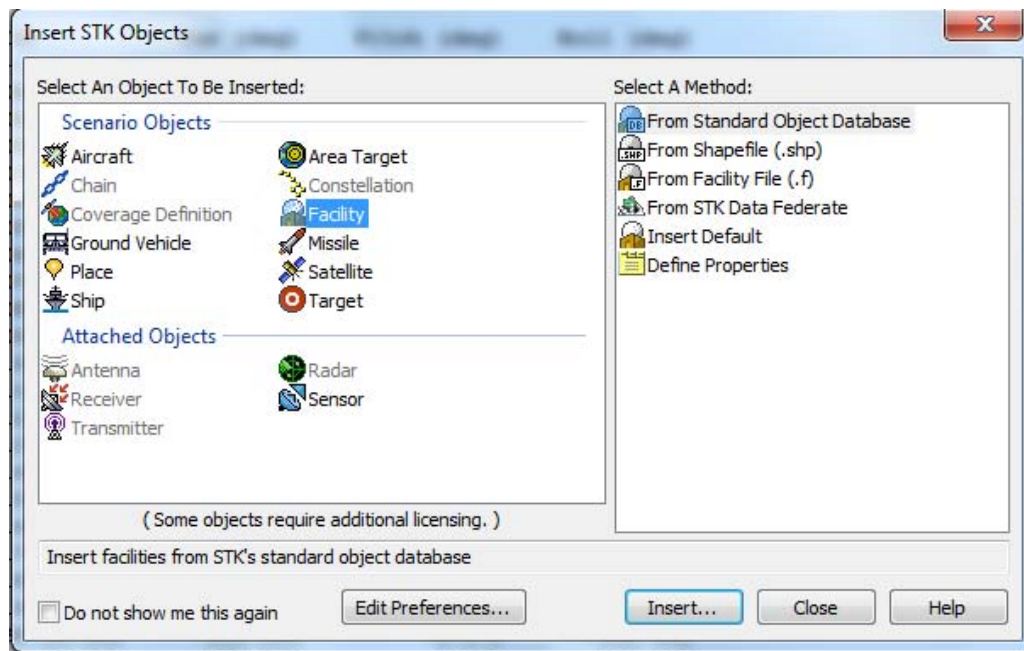 Insert STK Objects
Select An Object To Be Inserted:
Scenario Objects
Aircraft
Area Target
Chain
Constellation
Coverage Definition
Facility
Ground Vehicle
Missile
Place
Satellite
Ship
Target
Attached Objects
Antenna
Radar
Receiver
Sensor
Transmitter
( Some objects require additional licensing. )
Select A Method:
DB
From Standard Object Database
.SHP
From Shapefile (.shp)
.F
From Facility File (.f)
From STK Data Federate
Insert Default
Define Properties
Insert facilities from STK's standard object database
Do not show me this again
Edit Preferences...
Insert...
Close
Help